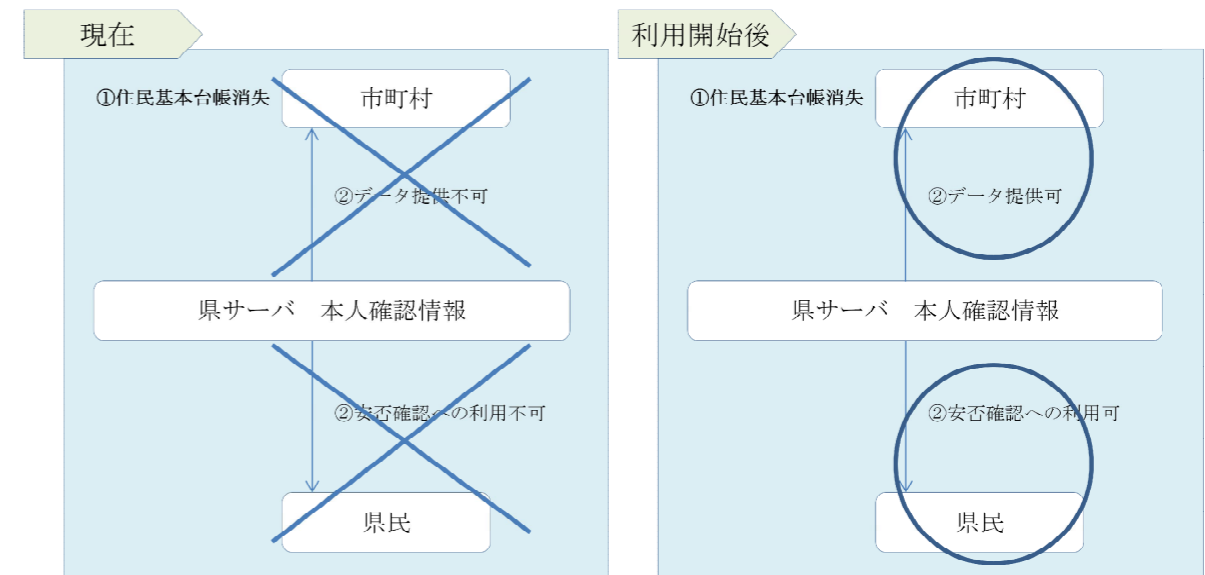 現在
①住民基本台帳消失
市町村
②データ提供不可
県サーバ　本人確認情報
②安否確認への利用不可
県民
利用開始後
①住民基本台帳消失
市町村
②データ提供可
県サーバ　本人確認情報
②安否確認への利用可
県民